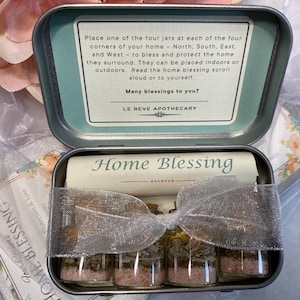 Place one of the four jars at each of the four
corners of your home – North, South, East,
and West – to bless and protect the home
they surround. They can be placed indoors or
outdoors. Read the home blessing scroll
aloud or to yourself.
Many blessings to you!
LE REVE APOTHECARY
Home Blessing
HOME BLESSING